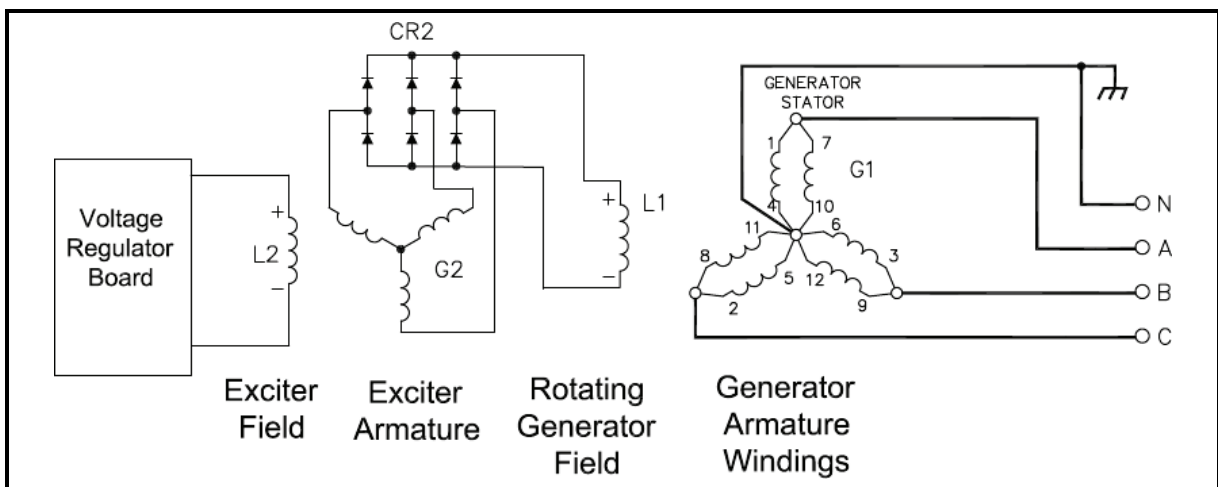 CR2
GENERATOR
STATOR
1
7
G1
4
10
11
6
8
3
5
12
2
9
N
A
B
C
Voltage
Regulator
Board
+
L2
−
G2
+
L1
−
Exciter
Field
Exciter
Armature
Rotating
Generator
Field
Generator
Armature
Windings